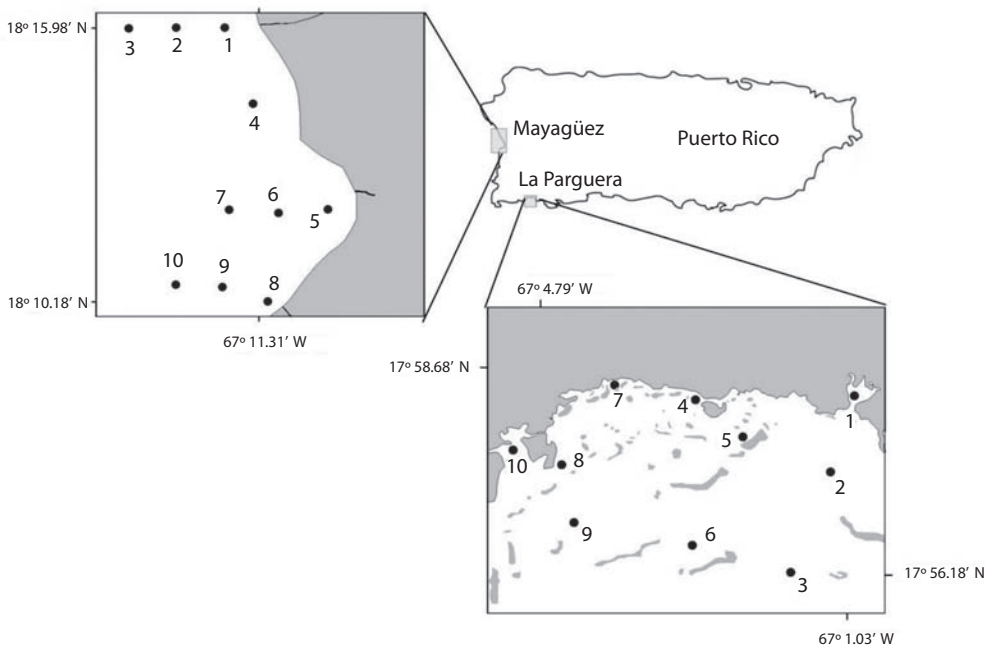 18º 15.98’ N
3
2
1
4
7
6
5
10
9
8
18º 10.18’ N
67º 11.31’ W
Mayagüez
Puerto Rico
La Parguera
67º 4.79’ W
17º 58.68’ N
7
4
1
5
10
8
2
9
6
3
17º 56.18’ N
67º 1.03’ W